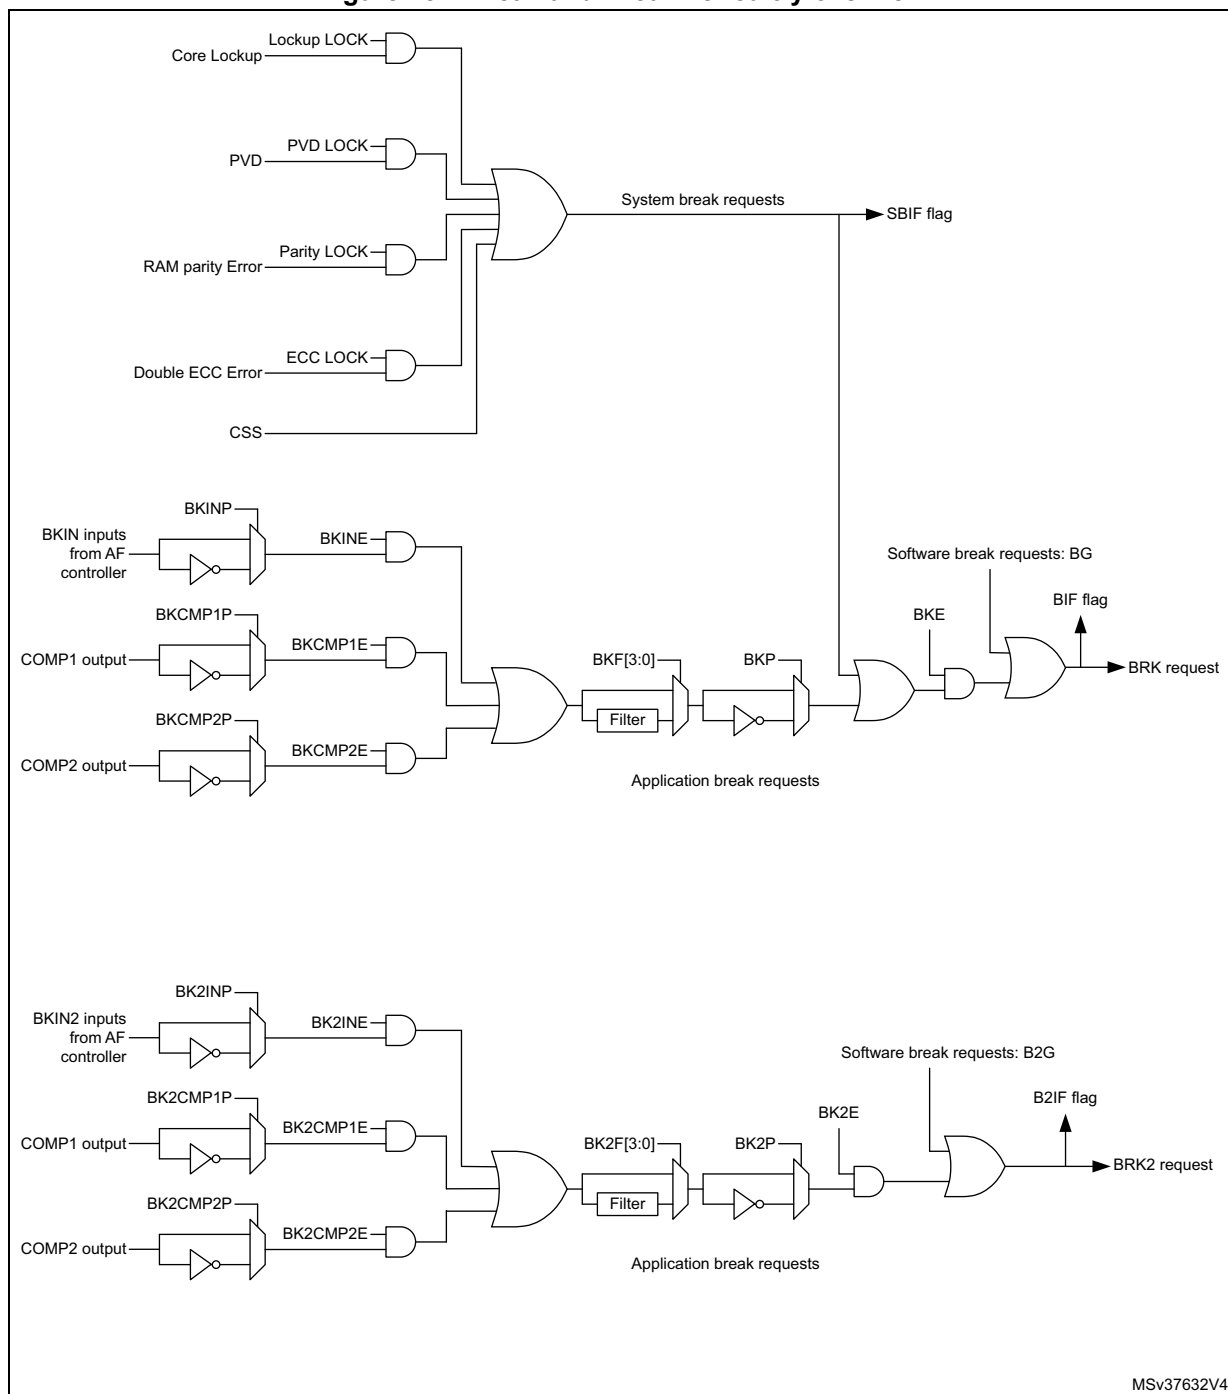 Lockup LOCK
Core Lockup
PVD LOCK
PVD
System break requests
SBIF flag
Parity LOCK
RAM parity Error
ECC LOCK
Double ECC Error
CSS
BKINP
BKIN inputs
from AF
controller
BKINE
Software break requests: BG
BKCMP1P
BKCMP1E
COMP1 output
BKF[3:0]
BKP
BKE
BIF flag
BRK request
Filter
BKCMP2P
BKCMP2E
COMP2 output
Application break requests
BK2INP
BKIN2 inputs
from AF
controller
BK2INE
Software break requests: B2G
BK2CMP1P
BK2CMP1E
COMP1 output
BK2F[3:0]
BK2P
BK2E
B2IF flag
BRK2 request
Filter
BK2CMP2P
BK2CMP2E
COMP2 output
Application break requests
MSv37632V4